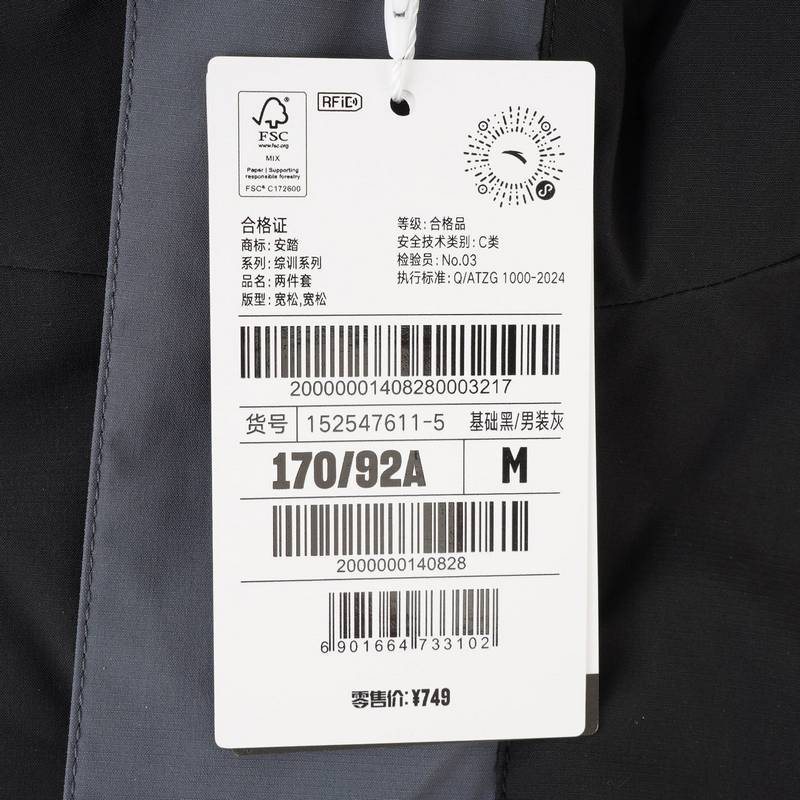 RFiD
FSC
www.fsc.org
MIX
Paper | Supporting
responsible forestry
FSC® C172600
合格证
商标: 安踏
系列: 综训系列
品名: 两件套
版型: 宽松,宽松
等级: 合格品
安全技术类别: C类
检验员: No.03
执行标准: Q/ATZG 1000-2024
20000001408280003217
货号 152547611-5 基础黑/男装灰
170/92A M
2000000140828
6901664733102
零售价: ¥749